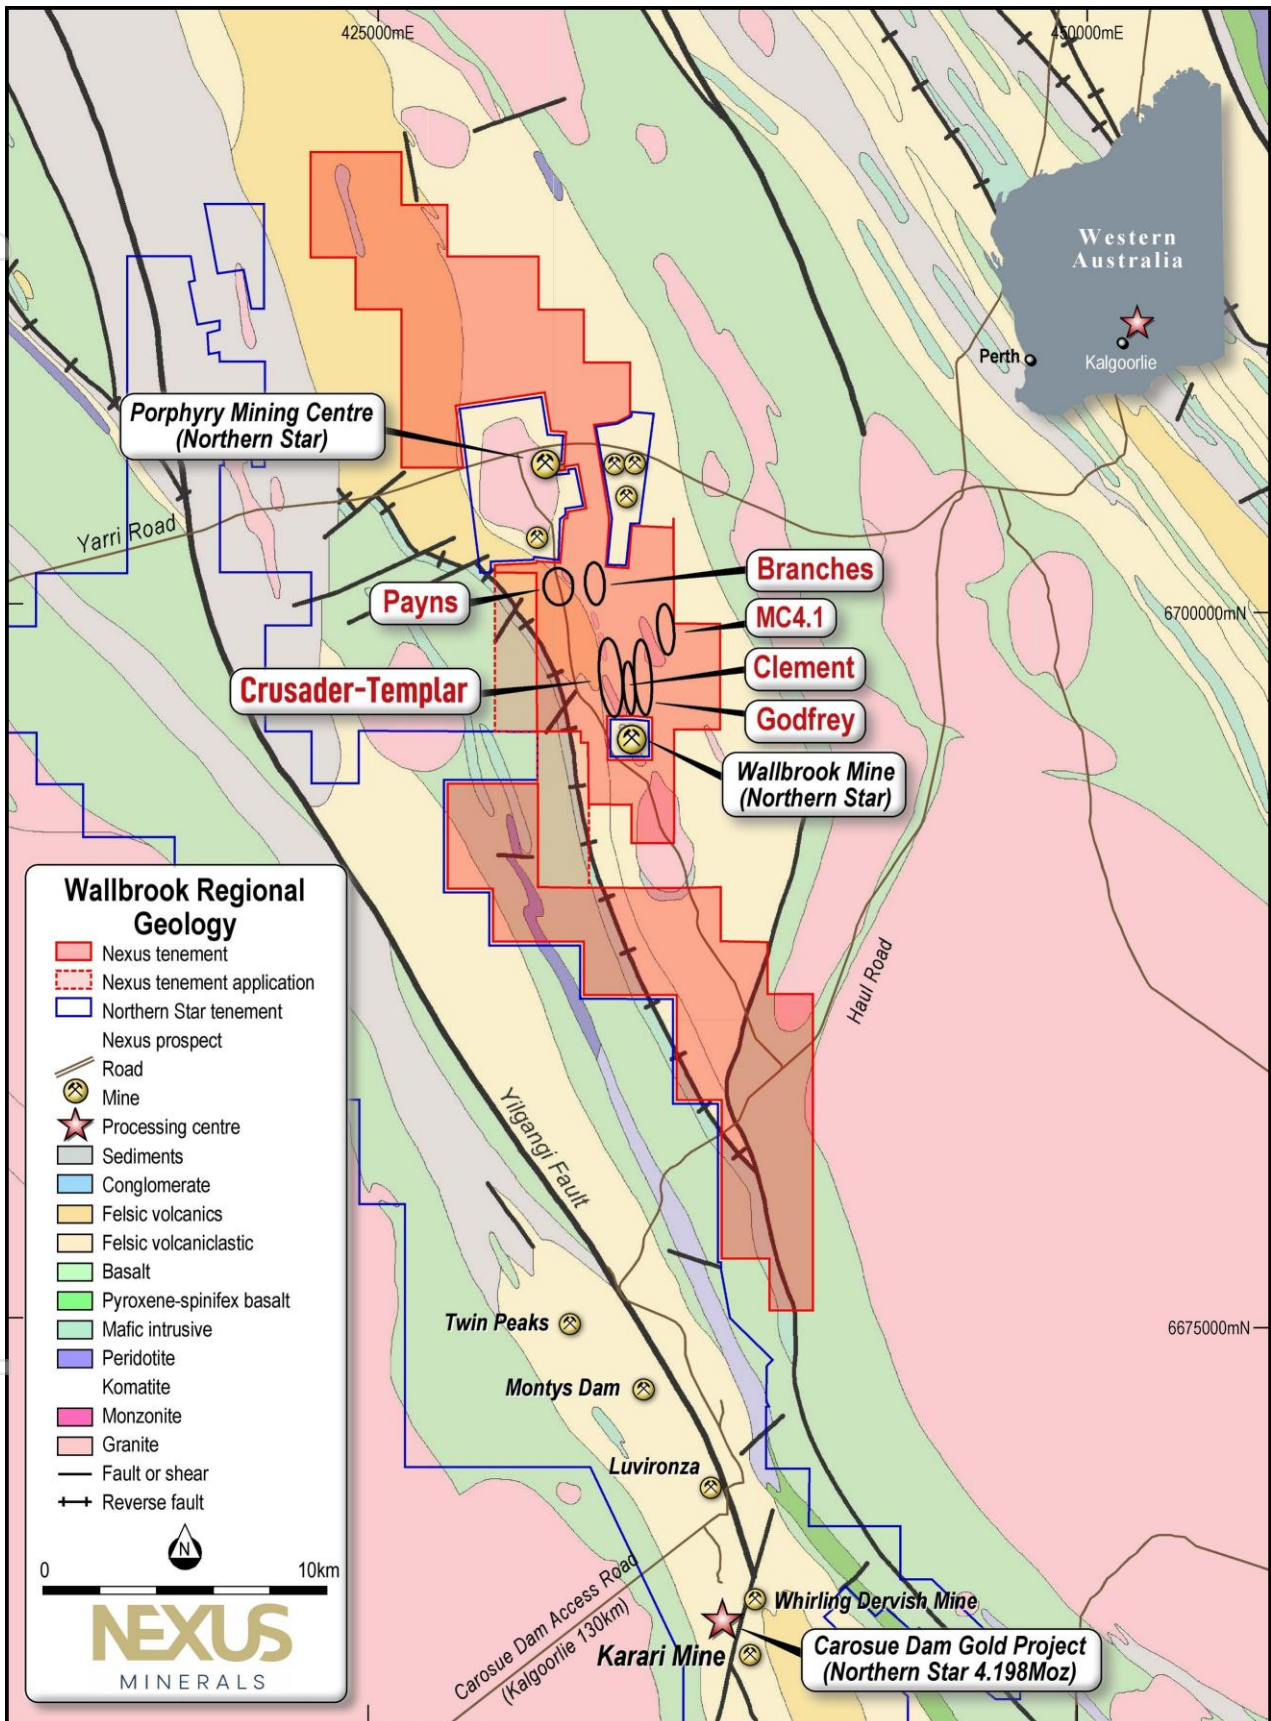 425000mE
450000mE
Western
Australia
Perth
Kalgoorlie
Porphyry Mining Centre
(Northern Star)
Yarri Road
Branches
Payns
MC4.1
6700000mN
Clement
Crusader-Templar
Godfrey
Wallbrook Mine
(Northern Star)
Haul Road
Yilgangi Fault
Wallbrook Regional
Geology
Nexus tenement
Nexus tenement application
Northern Star tenement
Nexus prospect
Road
Mine
Processing centre
Sediments
Conglomerate
Felsic volcanics
Felsic volcaniclastic
Basalt
Pyroxene-spinifex basalt
Mafic intrusive
Peridotite
Komatite
Monzonite
Granite
Fault or shear
Reverse fault
N
0 10km
NEXUS
MINERALS
Twin Peaks
6675000mN
Montys Dam
Luvironza
Carosue Dam Access Road
(Kalgoorlie 130km)
Whirling Dervish Mine
Karari Mine
Carosue Dam Gold Project
(Northern Star 4.198Moz)